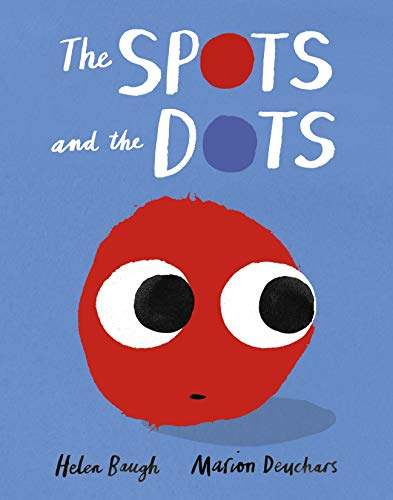 The SPOTS
and the DOTS
Helen Baugh Marion Deuchars